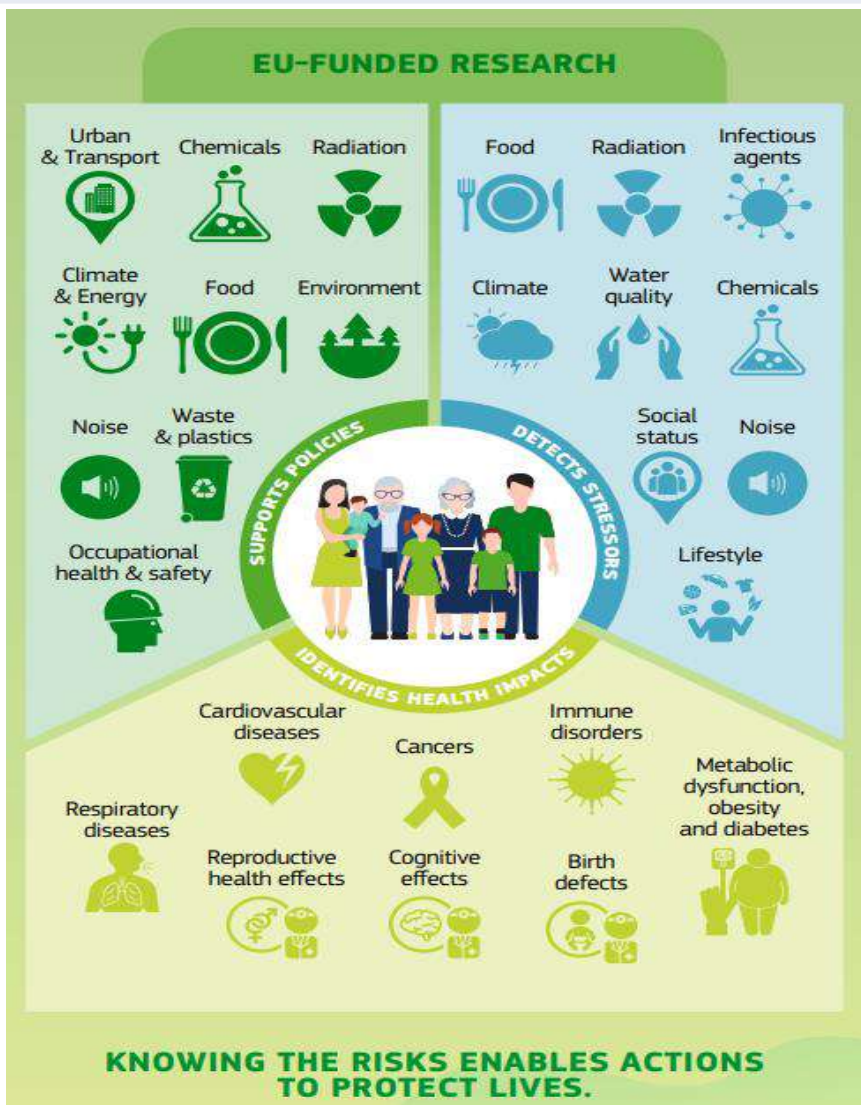 EU-FUNDED RESEARCH
Urban
& Transport
Chemicals
Radiation
Climate
& Energy
Food
Environment
Noise
Waste
& plastics
Occupational
health & safety
SUPPORTS POLICIES
Food
Radiation
Infectious
agents
Climate
Water
quality
Chemicals
Social
status
Noise
Lifestyle
DETECTS STRESSORS
IDENTIFIES HEALTH IMPACTS
Cardiovascular
diseases
Cancers
Immune
disorders
Respiratory
diseases
Metabolic
dysfunction,
obesity
and diabetes
Reproductive
health effects
Cognitive
effects
Birth
defects
KNOWING THE RISKS ENABLES ACTIONS
TO PROTECT LIVES.